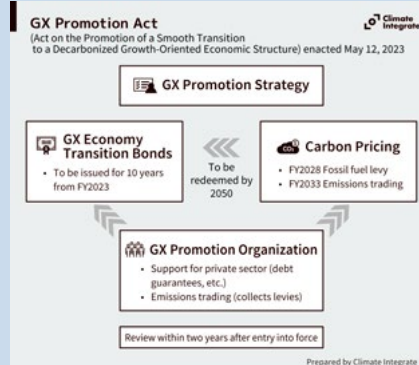 GX Promotion Act
(Act on the Promotion of a Smooth Transition
to a Decarbonized Growth-Oriented Economic Structure) enacted May 12, 2023
Climate
Integrate
GX Promotion Strategy
GX Economy
Transition Bonds
• To be issued for 10 years
from FY2023
To be
redeemed by
2050
CO₂
Carbon Pricing
• FY2028 Fossil fuel levy
• FY2033 Emissions trading
GX Promotion Organization
• Support for private sector (debt
guarantees, etc.)
• Emissions trading (collects levies)
Review within two years after entry into force
Prepared by Climate Integrate